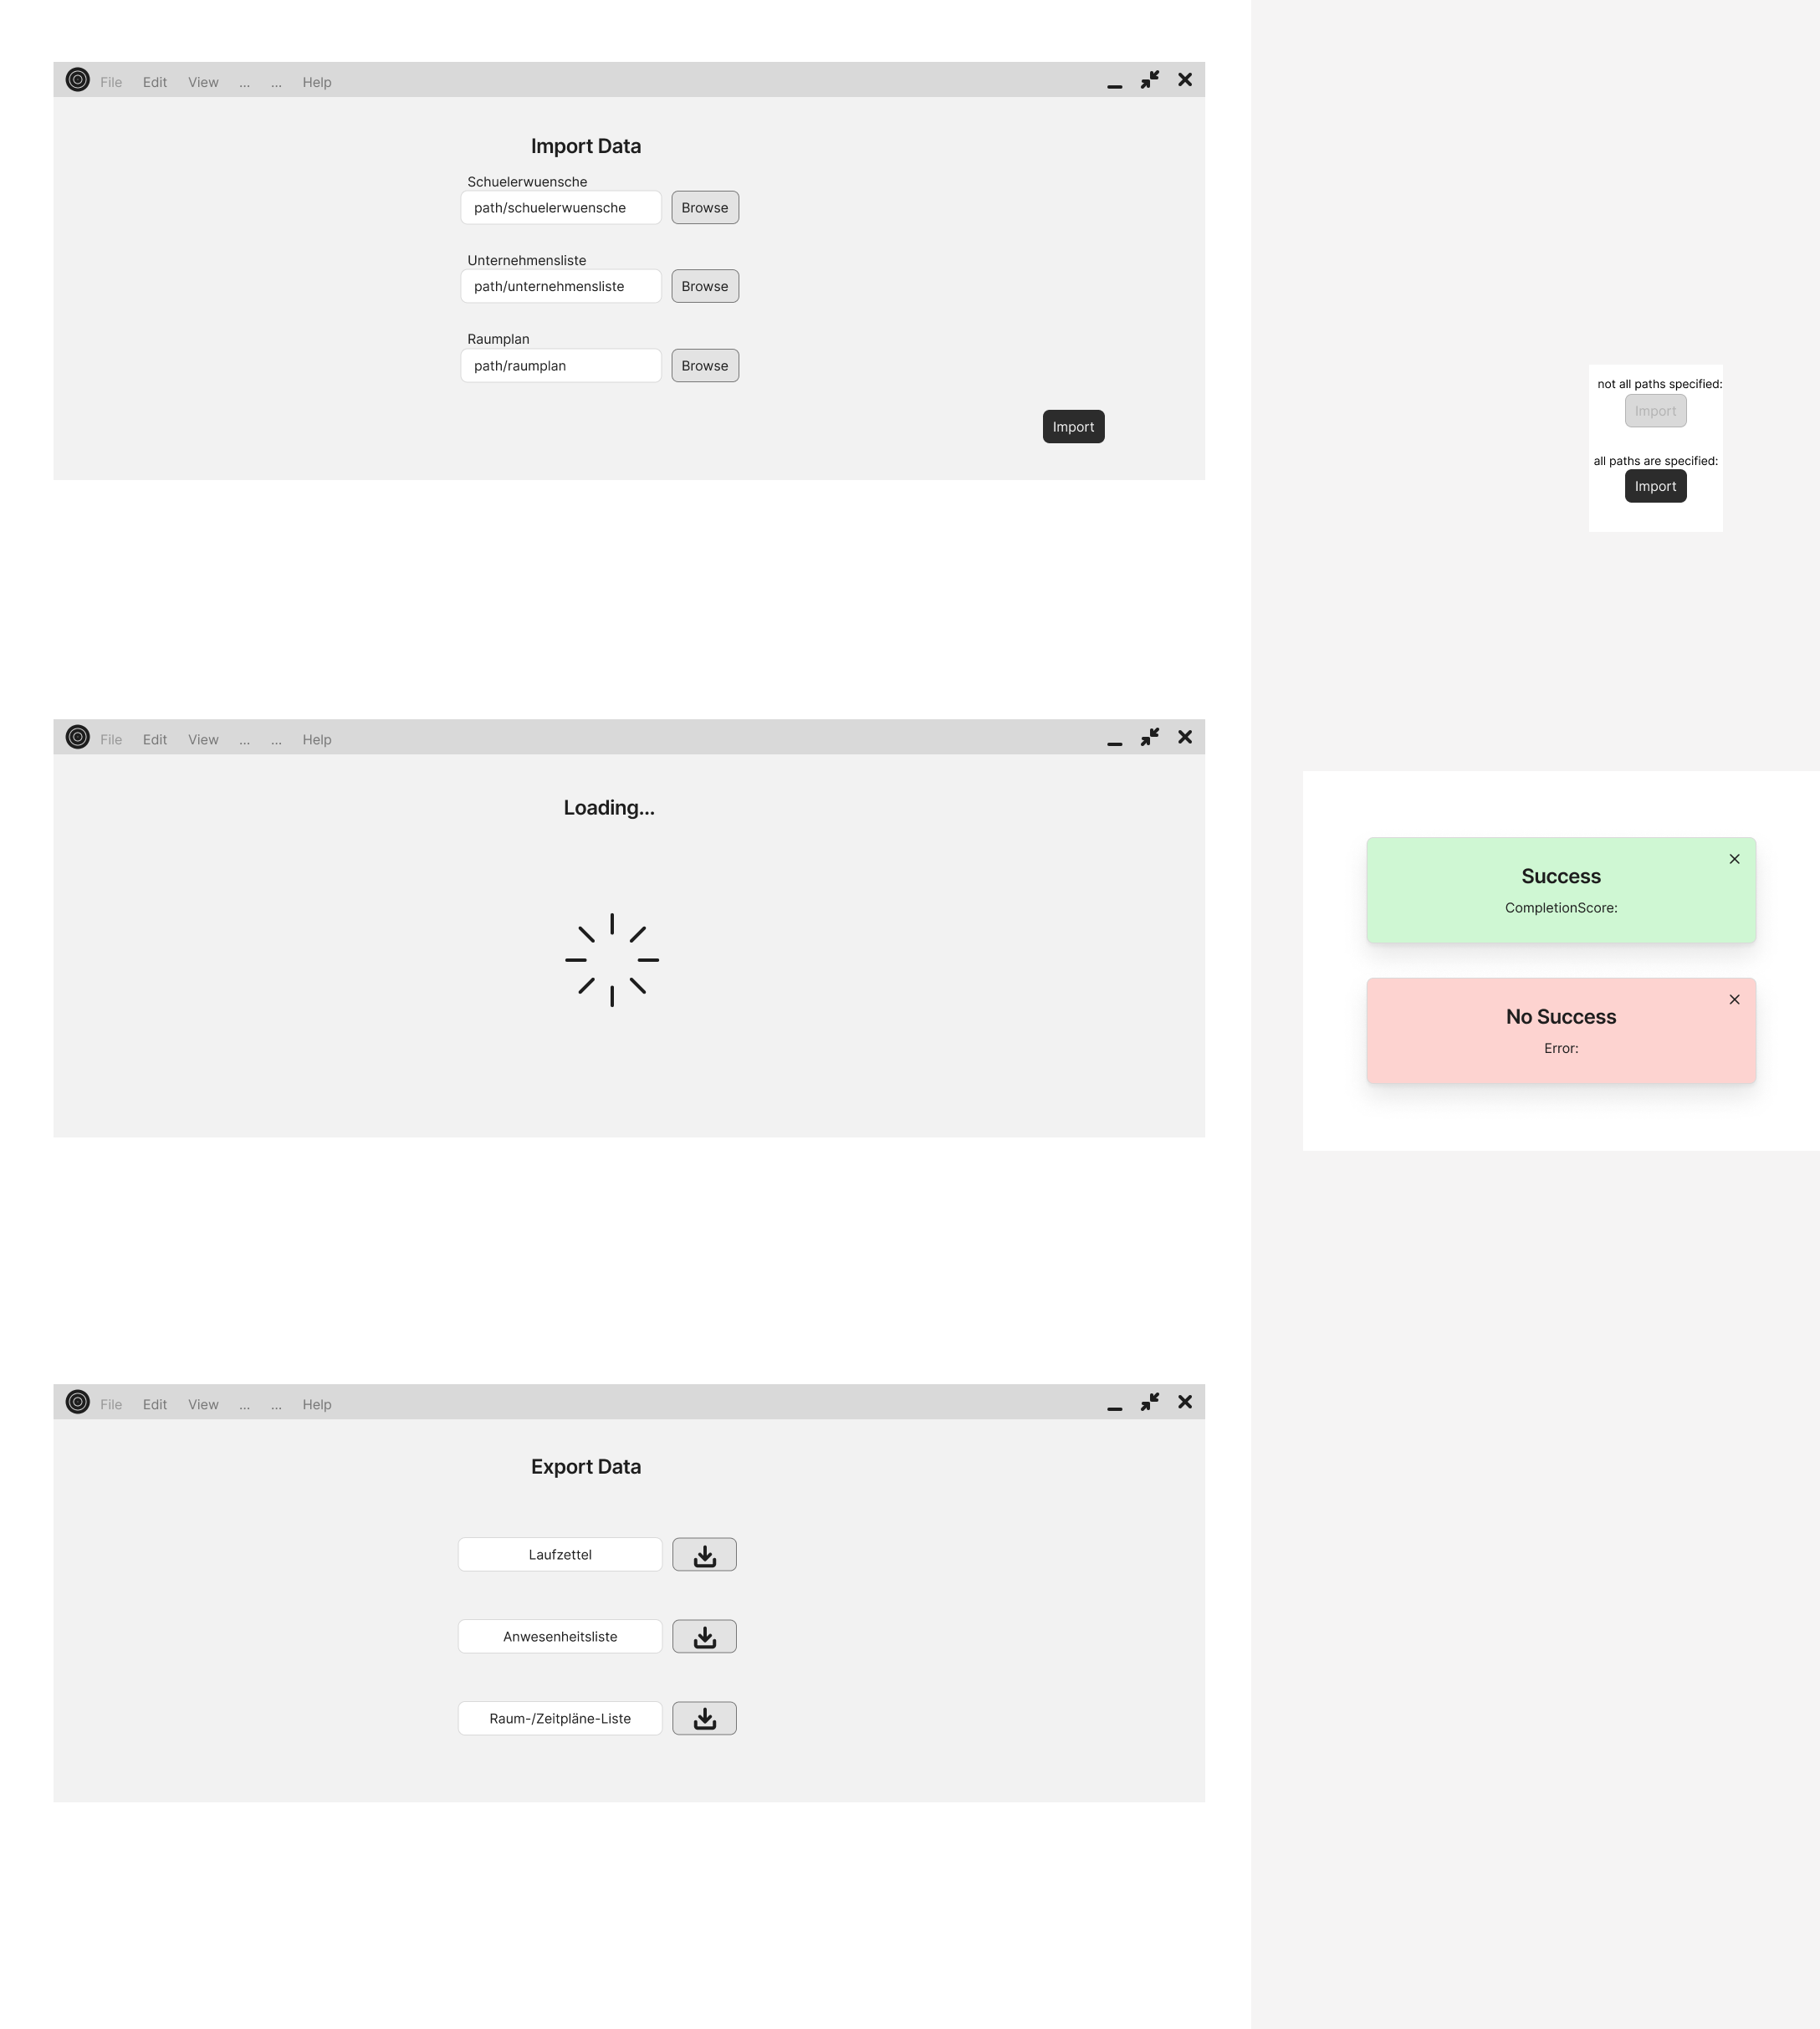 File Edit View ... ... Help
Import Data
Schuelerwuensche
path/schuelerwuensche Browse
Unternehmensliste
path/unternehmensliste Browse
Raumplan
path/raumplan Browse
Import
not all paths specified:
Import
all paths are specified:
Import
File Edit View ... ... Help
Loading...
Success
CompletionScore:
No Success
Error:
File Edit View ... ... Help
Export Data
Laufzettel
Anwesenheitsliste
Raum-/Zeitpläne-Liste